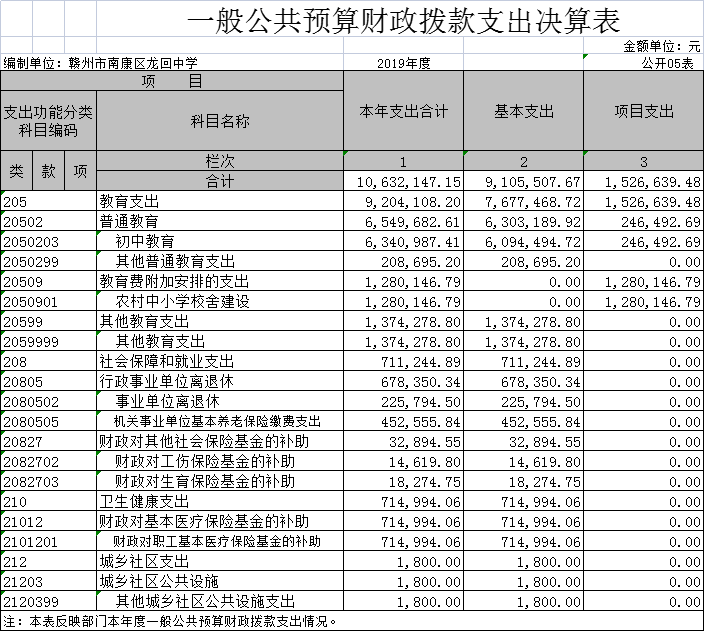 一般公共预算财政拨款支出决算表
金额单位：元
编制单位：赣州市南康区龙回中学 2019年度 公开05表
项 目 本年支出合计 基本支出 项目支出
支出功能分类科目编码 科目名称
类 款 项 栏次 1 2 3
合计 10,632,147.15 9,105,507.67 1,526,639.48
205 教育支出 9,204,108.20 7,677,468.72 1,526,639.48
20502 普通教育 6,549,682.61 6,303,189.92 246,492.69
2050203 初中教育 6,340,987.41 6,094,494.72 246,492.69
2050299 其他普通教育支出 208,695.20 208,695.20 0.00
20509 教育费附加安排的支出 1,280,146.79 0.00 1,280,146.79
2050901 农村中小学校舍建设 1,280,146.79 0.00 1,280,146.79
20599 其他教育支出 1,374,278.80 1,374,278.80 0.00
2059999 其他教育支出 1,374,278.80 1,374,278.80 0.00
208 社会保障和就业支出 711,244.89 711,244.89 0.00
20805 行政事业单位离退休 678,350.34 678,350.34 0.00
2080502 事业单位离退休 225,794.50 225,794.50 0.00
2080505 机关事业单位基本养老保险缴费支出 452,555.84 452,555.84 0.00
20827 财政对其他社会保险基金的补助 32,894.55 32,894.55 0.00
2082702 财政对工伤保险基金的补助 14,619.80 14,619.80 0.00
2082703 财政对生育保险基金的补助 18,274.75 18,274.75 0.00
210 卫生健康支出 714,994.06 714,994.06 0.00
21012 财政对基本医疗保险基金的补助 714,994.06 714,994.06 0.00
2101201 财政对职工基本医疗保险基金的补助 714,994.06 714,994.06 0.00
212 城乡社区支出 1,800.00 1,800.00 0.00
21203 城乡社区公共设施 1,800.00 1,800.00 0.00
2120399 其他城乡社区公共设施支出 1,800.00 1,800.00 0.00
注：本表反映部门本年度一般公共预算财政拨款支出情况。